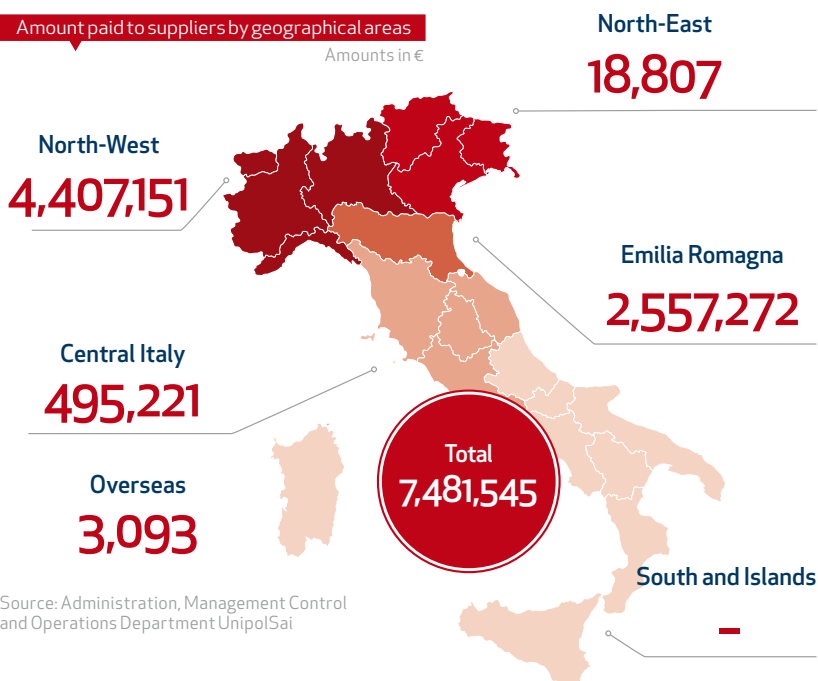 Amount paid to suppliers by geographical areas
Amounts in €
North-East
18,807
North-West
4,407,151
Emilia Romagna
2,557,272
Central Italy
495,221
Total
7,481,545
Overseas
3,093
South and Islands
–
Source: Administration, Management Control
and Operations Department UnipolSai